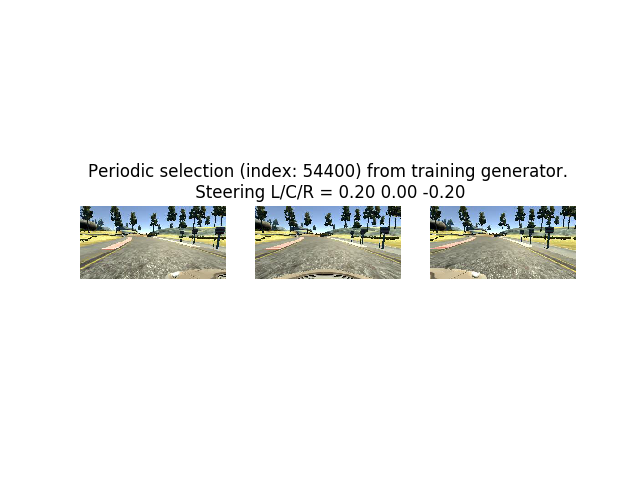 Periodic selection (index: 54400) from training generator.
Steering L/C/R = 0.20 0.00 -0.20